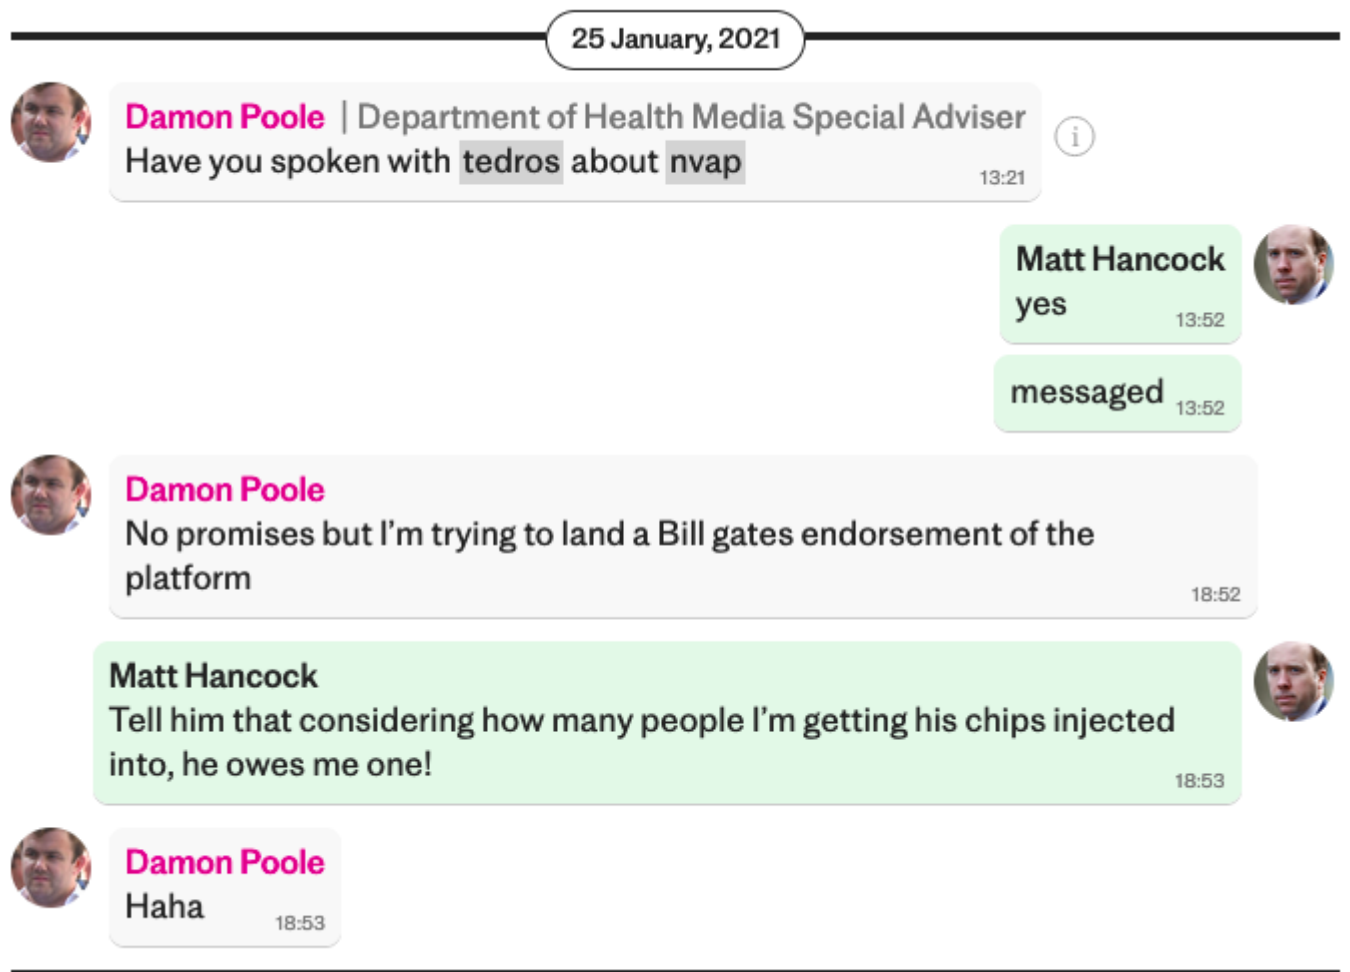 25 January, 2021
Damon Poole | Department of Health Media Special Adviser
Have you spoken with tedros about nvap
13:21
i
Matt Hancock
yes
13:52
messaged 13:52
Damon Poole
No promises but I’m trying to land a Bill gates endorsement of the
platform
18:52
Matt Hancock
Tell him that considering how many people I’m getting his chips injected
into, he owes me one!
18:53
Damon Poole
Haha
18:53